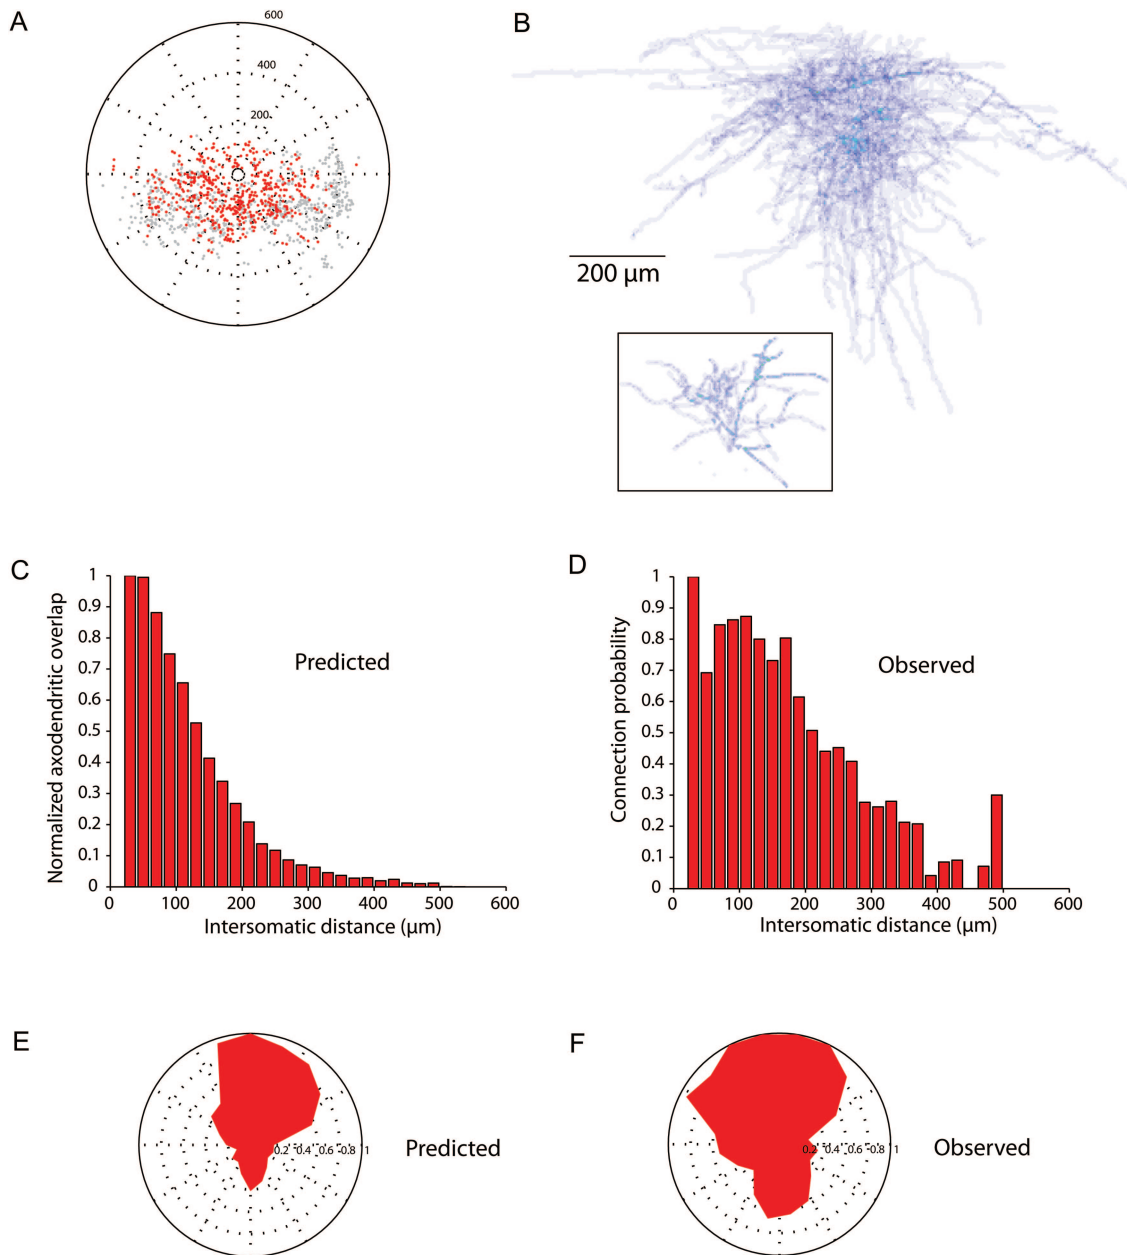 A
600
400
200
B
200 μm
C
Normalized axodendritic overlap
1
0.9
0.8
0.7
0.6
0.5
0.4
0.3
0.2
0.1
0
Predicted
0 100 200 300 400 500 600
Intersomatic distance (μm)
D
Connection probability
1
0.9
0.8
0.7
0.6
0.5
0.4
0.3
0.2
0.1
0
Observed
0 100 200 300 400 500 600
Intersomatic distance (μm)
E
0.2 0.4 0.6 0.8 1
Predicted
F
0.2 0.4 0.6 0.8 1
Observed